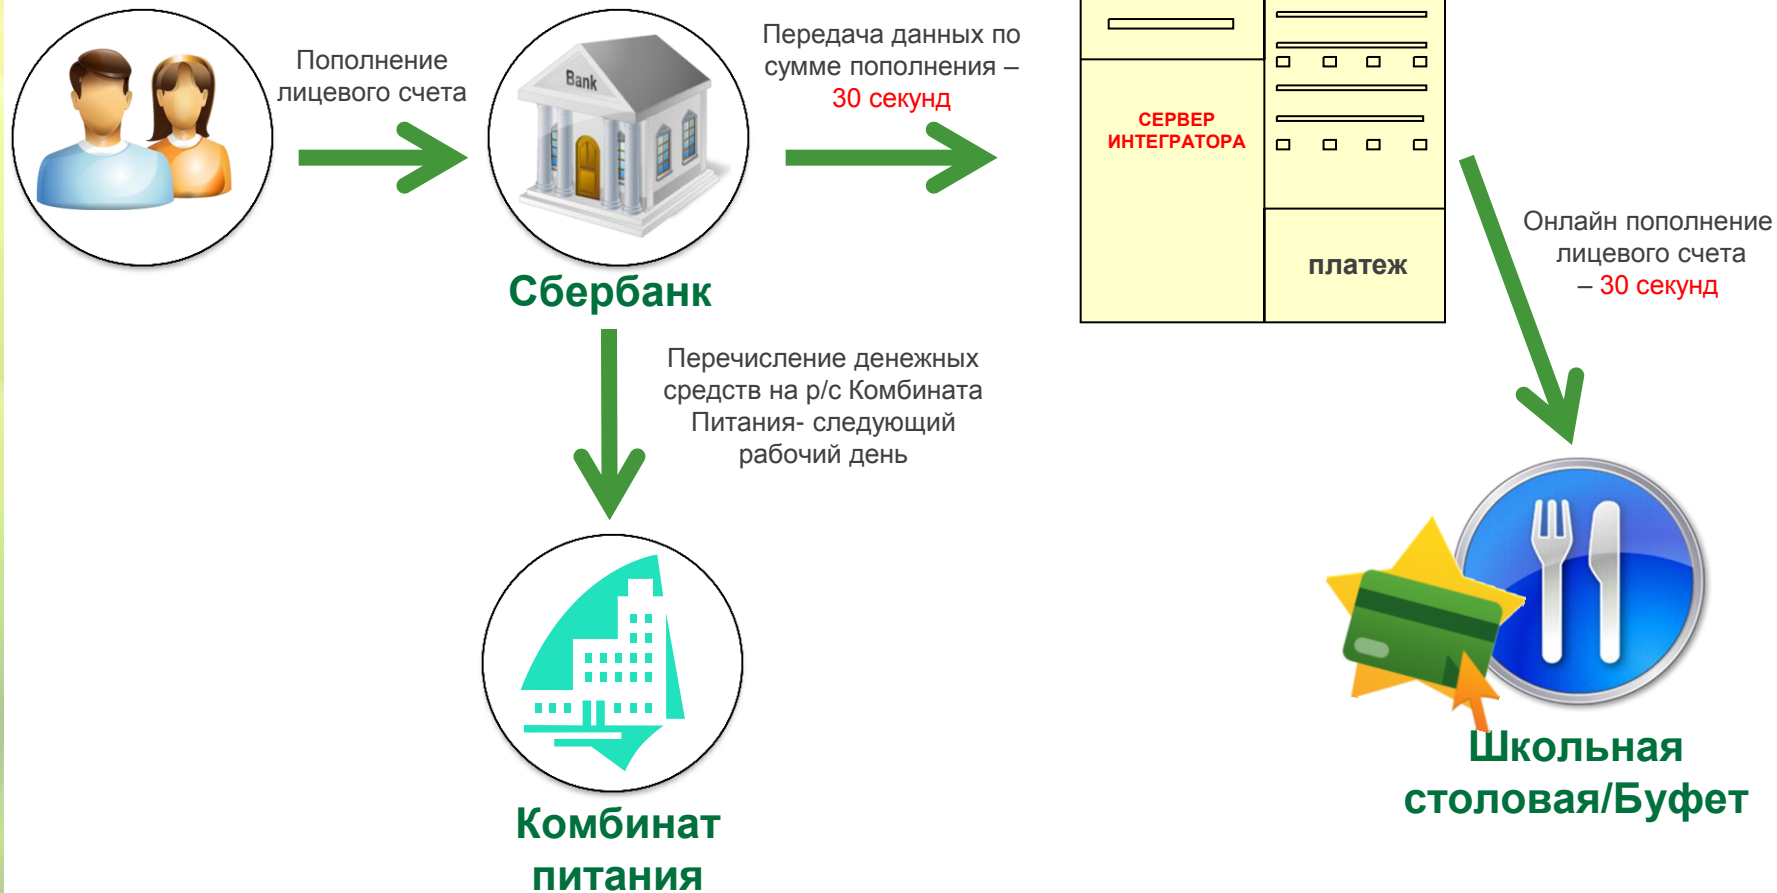 Пополнение
лицевого счета
Bank
Передача данных по
сумме пополнения –
30 секунд
СЕРВЕР
ИНТЕГРАТОРА
платеж
Онлайн пополнение
лицевого счета
– 30 секунд
Сбербанк
Перечисление денежных
средств на р/с Комбината
Питания- следующий
рабочий день
Комбинат
питания
Школьная
столовая/Буфет